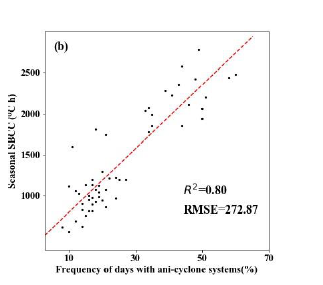 (b)
2500
2000
1500
1000
Seasonal SBCC (°C h)
R²=0.80
RMSE=272.87
10
30
50
70
Frequency of days with ani-cyclone systems(%)